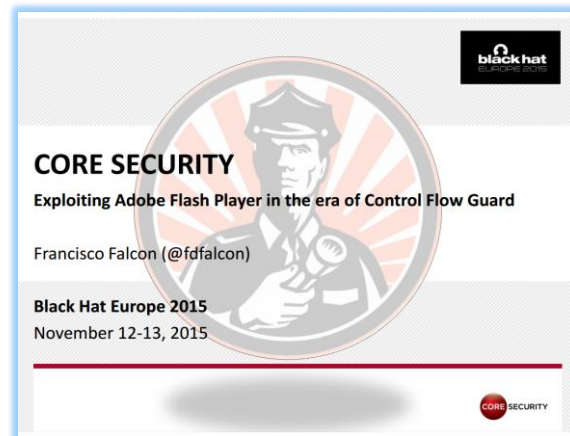 black hat
EUROPE 2015
CORE SECURITY
Exploiting Adobe Flash Player in the era of Control Flow Guard
Francisco Falcon (@fdfalcon)
Black Hat Europe 2015
November 12-13, 2015
CORE SECURITY